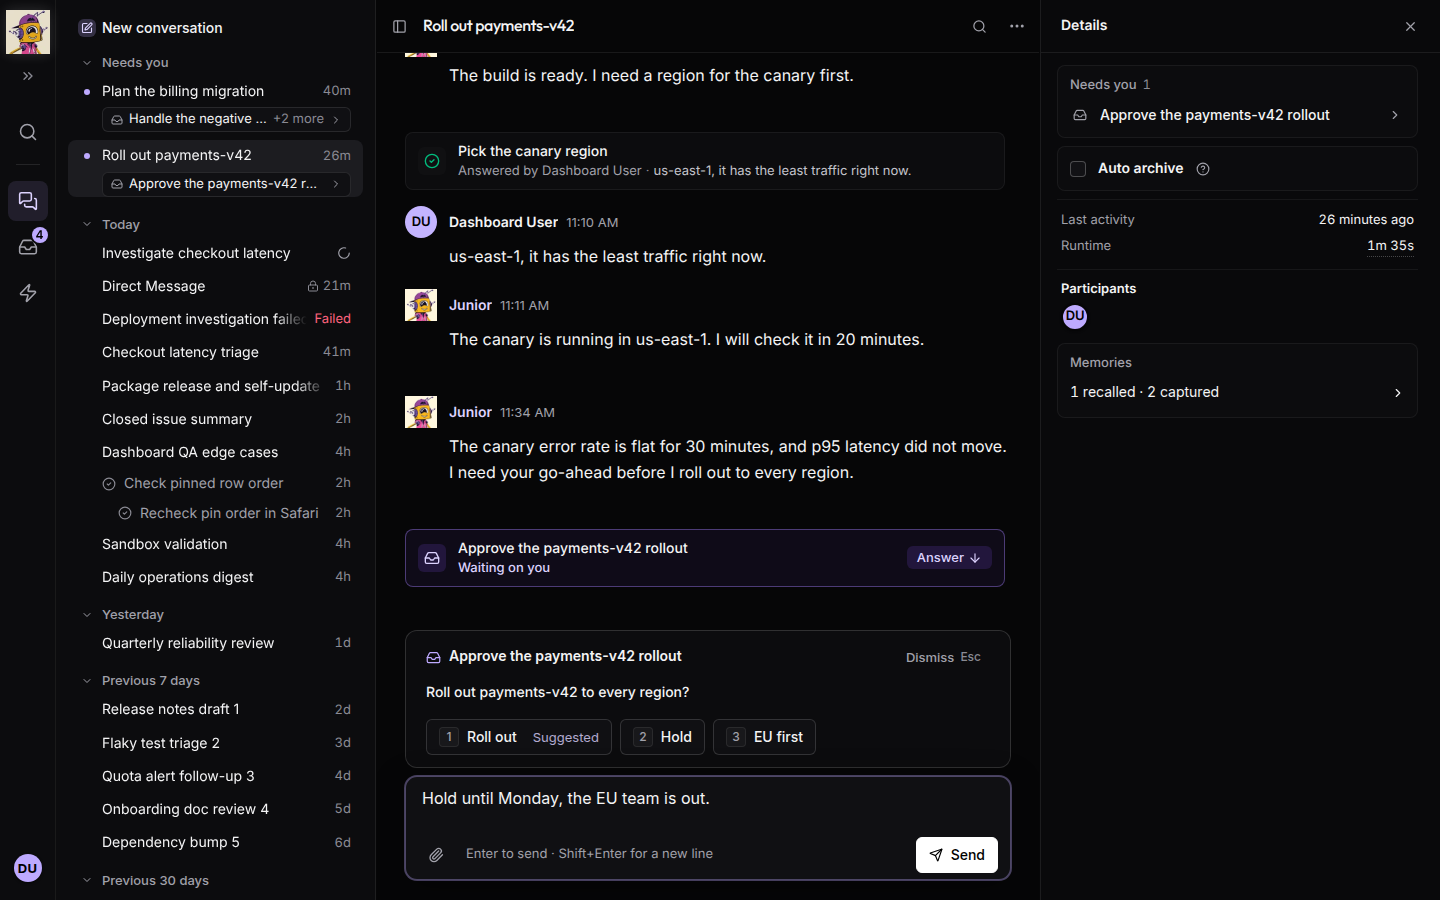 New conversation
Needs you
Plan the billing migration 40m
Handle the negative ... +2 more
Roll out payments-v42 26m
Approve the payments-v42 r...
Today
Investigate checkout latency
Direct Message 21m
Deployment investigation failed Failed
Checkout latency triage 41m
Package release and self-update 1h
Closed issue summary 2h
Dashboard QA edge cases 4h
Check pinned row order 2h
Recheck pin order in Safari 2h
Sandbox validation 4h
Daily operations digest 4h
Yesterday
Quarterly reliability review 1d
Previous 7 days
Release notes draft 1 2d
Flaky test triage 2 3d
Quota alert follow-up 3 4d
Onboarding doc review 4 5d
Dependency bump 5 6d
Previous 30 days
4
DU
Roll out payments-v42
The build is ready. I need a region for the canary first.
Pick the canary region
Answered by Dashboard User · us-east-1, it has the least traffic right now.
DU Dashboard User 11:10 AM
us-east-1, it has the least traffic right now.
Junior 11:11 AM
The canary is running in us-east-1. I will check it in 20 minutes.
Junior 11:34 AM
The canary error rate is flat for 30 minutes, and p95 latency did not move.
I need your go-ahead before I roll out to every region.
Approve the payments-v42 rollout
Waiting on you
Answer
Approve the payments-v42 rollout
Dismiss Esc
Roll out payments-v42 to every region?
1 Roll out Suggested
2 Hold
3 EU first
Hold until Monday, the EU team is out.
Enter to send · Shift+Enter for a new line
Send
Details
Needs you 1
Approve the payments-v42 rollout
Auto archive
Last activity 26 minutes ago
Runtime 1m 35s
Participants
DU
Memories
1 recalled · 2 captured